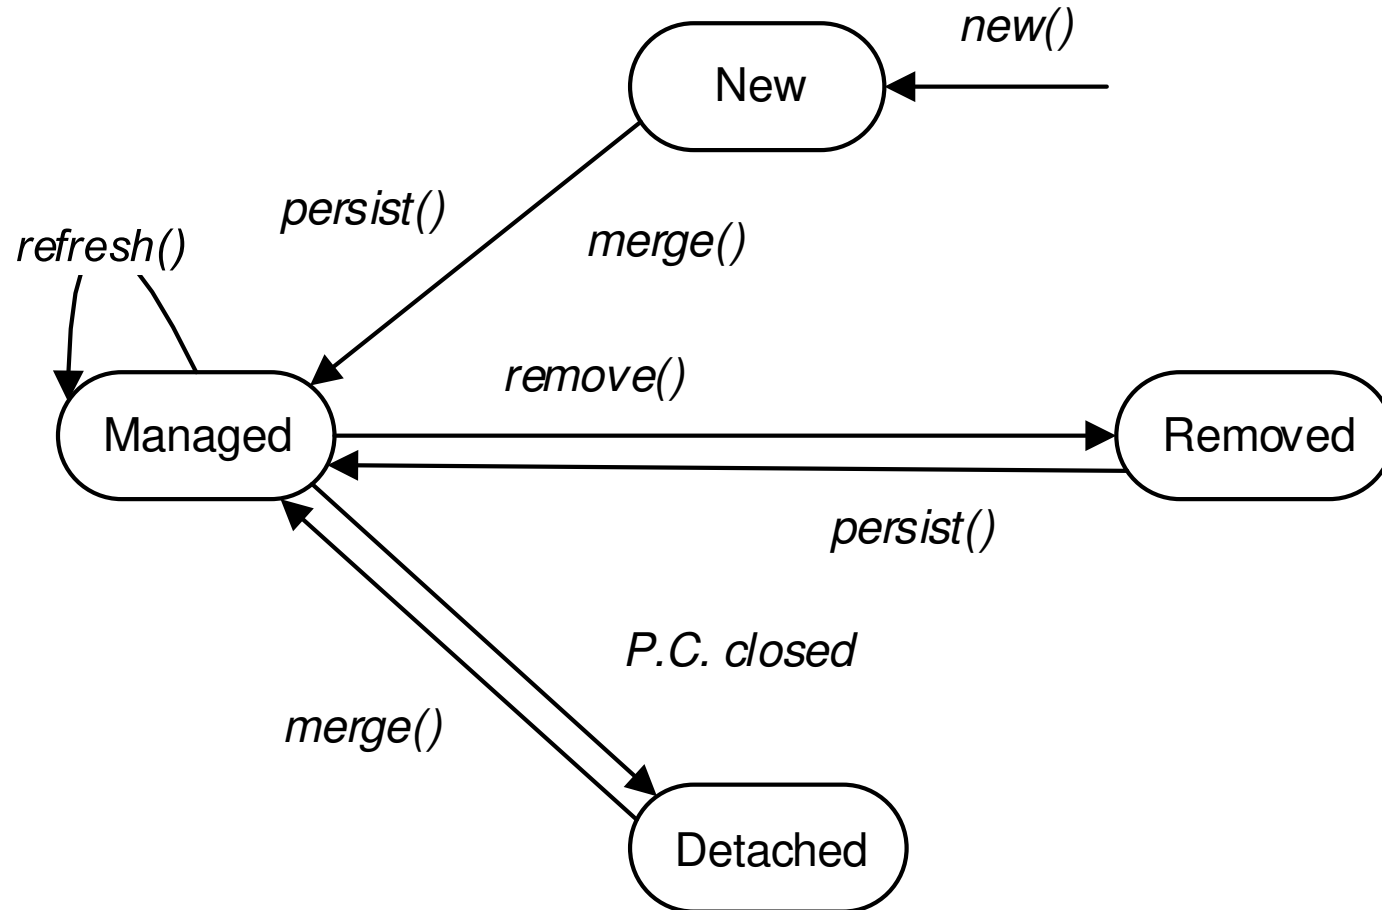 new()
New
persist()
merge()
refresh()
remove()
Managed
Removed
persist()
P.C. closed
merge()
Detached